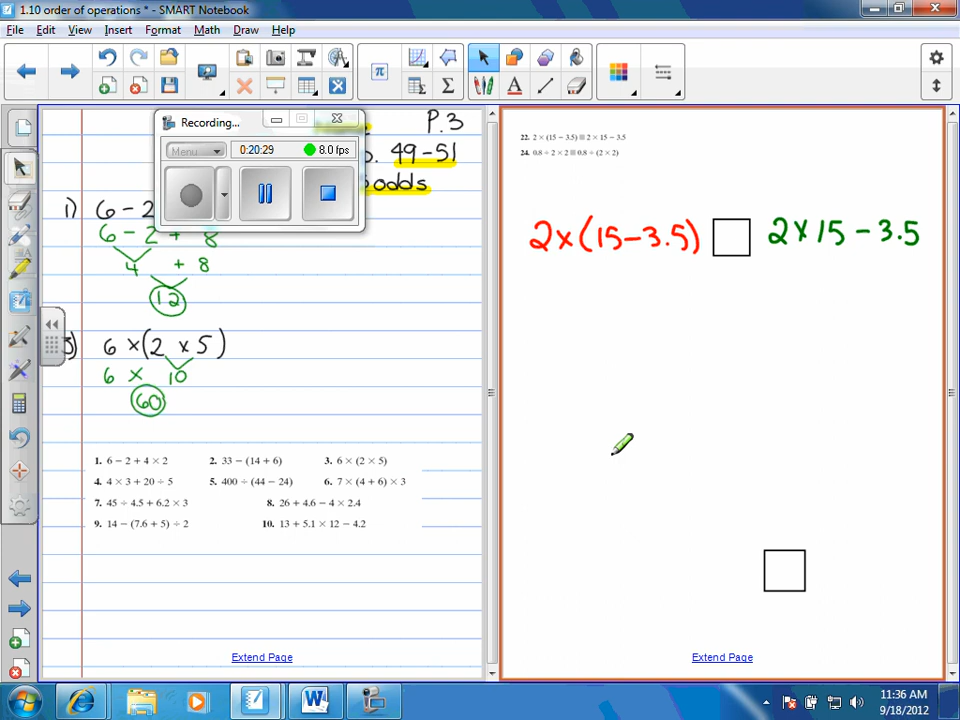 1.10 order of operations * - SMART Notebook
File Edit View Insert Format Math Draw Help
Recording...
Menu 0:20:29 8.0 fps
P.3
49-51
odds
1) 6-2
6-2+8
4 + 8
12
6×(2×5)
6 × 10
60
1. 6 − 2 + 4 × 2 2. 33 − (14 + 6) 3. 6 × (2 × 5)
4. 4 × 3 + 20 ÷ 5 5. 400 ÷ (44 − 24) 6. 7 × (4 + 6) × 3
7. 45 ÷ 4.5 + 6.2 × 3 8. 26 + 4.6 − 4 × 2.4
9. 14 − (7.6 + 5) ÷ 2 10. 13 + 5.1 × 12 − 4.2
Extend Page
22. 2 × (15 − 3.5) ≡ 2 × 15 − 3.5
24. 0.8 ÷ 2 × 2 ≡ 0.8 ÷ (2 × 2)
2×(15-3.5) □ 2×15-3.5
Extend Page
11:36 AM
9/18/2012